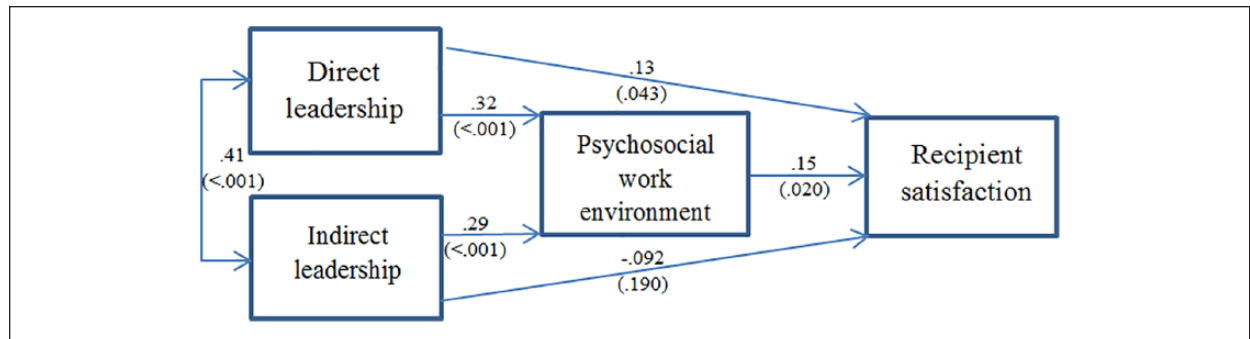 Direct
leadership
.13
(.043)
.32
(<.001)
Psychosocial
work
environment
.15
(.020)
Recipient
satisfaction
.41
(<.001)
Indirect
leadership
.29
(<.001)
-.092
(.190)